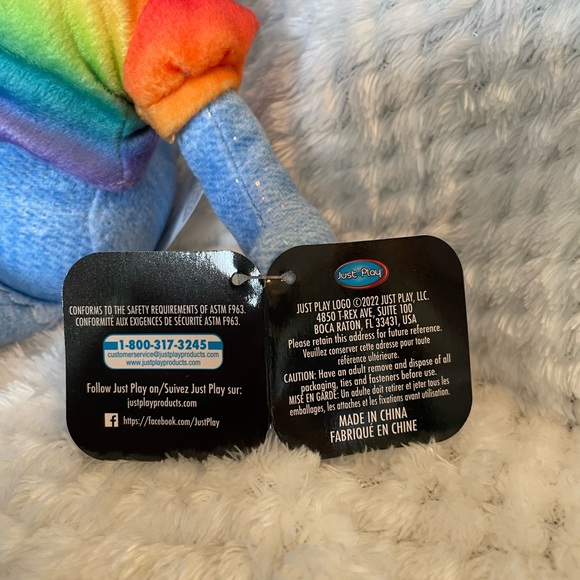 CONFORMS TO THE SAFETY REQUIREMENTS OF ASTM F963.
CONFORMITÉ AUX EXIGENCES DE SÉCURITÉ ASTM F963.
1-800-317-3245
customerservice@justplayproducts.com
www.justplayproducts.com
Follow Just Play on/Suivez Just Play sur:
justplayproducts.com
https://facebook.com/JustPlay
Just Play
JUST PLAY LOGO ©2022 JUST PLAY, LLC.
4850 T-REX AVE, SUITE 100
BOCA RATON, FL 33431, USA
Please retain this address for future reference.
Veuillez conserver cette adresse pour toute
référence ultérieure.
CAUTION: Have an adult remove and dispose of all
packaging, ties and fasteners before use.
MISE EN GARDE: Un adulte doit retirer et jeter tous les
emballages, les attaches et les fixations avant utilisation.
MADE IN CHINA
FABRIQUÉ EN CHINE